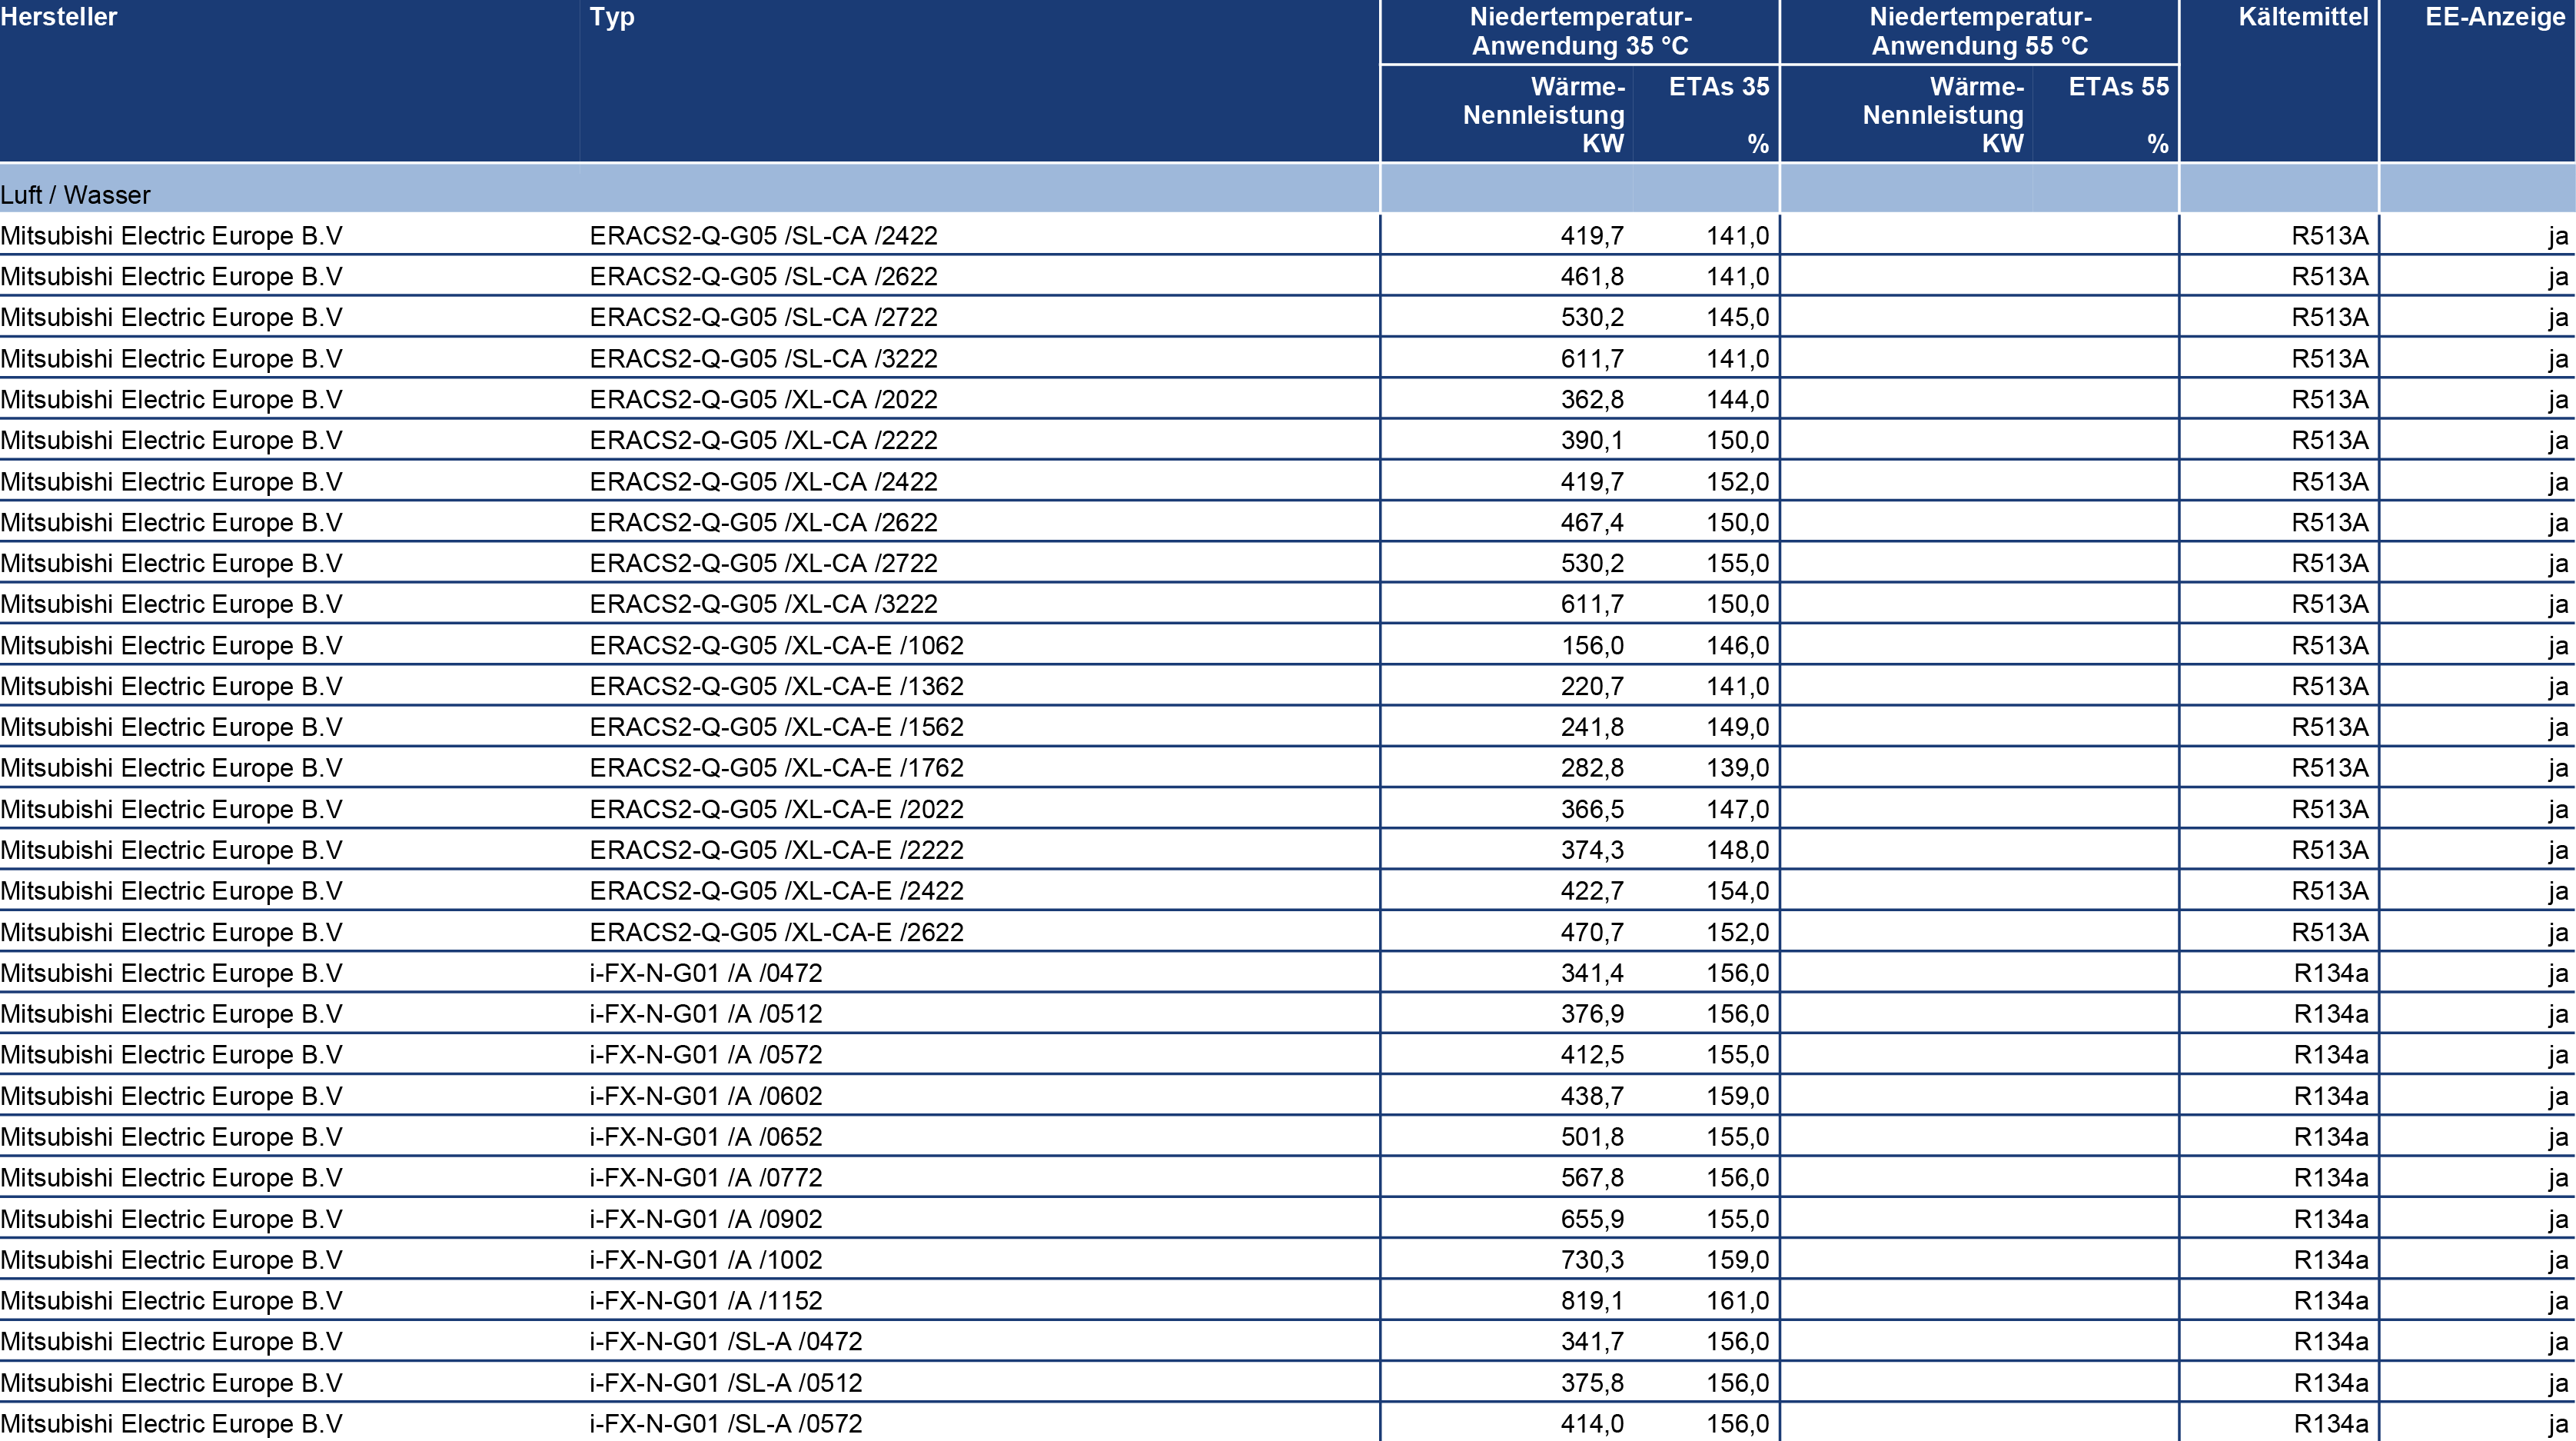 Hersteller Typ Niedertemperatur-Anwendung 35 °C Niedertemperatur-Anwendung 55 °C Kältemittel EE-Anzeige
Wärme-Nennleistung KW ETAs 35 % Wärme-Nennleistung KW ETAs 55 %
Luft / Wasser
Mitsubishi Electric Europe B.V ERACS2-Q-G05 /SL-CA /2422 419,7 141,0 R513A ja
Mitsubishi Electric Europe B.V ERACS2-Q-G05 /SL-CA /2622 461,8 141,0 R513A ja
Mitsubishi Electric Europe B.V ERACS2-Q-G05 /SL-CA /2722 530,2 145,0 R513A ja
Mitsubishi Electric Europe B.V ERACS2-Q-G05 /SL-CA /3222 611,7 141,0 R513A ja
Mitsubishi Electric Europe B.V ERACS2-Q-G05 /XL-CA /2022 362,8 144,0 R513A ja
Mitsubishi Electric Europe B.V ERACS2-Q-G05 /XL-CA /2222 390,1 150,0 R513A ja
Mitsubishi Electric Europe B.V ERACS2-Q-G05 /XL-CA /2422 419,7 152,0 R513A ja
Mitsubishi Electric Europe B.V ERACS2-Q-G05 /XL-CA /2622 467,4 150,0 R513A ja
Mitsubishi Electric Europe B.V ERACS2-Q-G05 /XL-CA /2722 530,2 155,0 R513A ja
Mitsubishi Electric Europe B.V ERACS2-Q-G05 /XL-CA /3222 611,7 150,0 R513A ja
Mitsubishi Electric Europe B.V ERACS2-Q-G05 /XL-CA-E /1062 156,0 146,0 R513A ja
Mitsubishi Electric Europe B.V ERACS2-Q-G05 /XL-CA-E /1362 220,7 141,0 R513A ja
Mitsubishi Electric Europe B.V ERACS2-Q-G05 /XL-CA-E /1562 241,8 149,0 R513A ja
Mitsubishi Electric Europe B.V ERACS2-Q-G05 /XL-CA-E /1762 282,8 139,0 R513A ja
Mitsubishi Electric Europe B.V ERACS2-Q-G05 /XL-CA-E /2022 366,5 147,0 R513A ja
Mitsubishi Electric Europe B.V ERACS2-Q-G05 /XL-CA-E /2222 374,3 148,0 R513A ja
Mitsubishi Electric Europe B.V ERACS2-Q-G05 /XL-CA-E /2422 422,7 154,0 R513A ja
Mitsubishi Electric Europe B.V ERACS2-Q-G05 /XL-CA-E /2622 470,7 152,0 R513A ja
Mitsubishi Electric Europe B.V i-FX-N-G01 /A /0472 341,4 156,0 R134a ja
Mitsubishi Electric Europe B.V i-FX-N-G01 /A /0512 376,9 156,0 R134a ja
Mitsubishi Electric Europe B.V i-FX-N-G01 /A /0572 412,5 155,0 R134a ja
Mitsubishi Electric Europe B.V i-FX-N-G01 /A /0602 438,7 159,0 R134a ja
Mitsubishi Electric Europe B.V i-FX-N-G01 /A /0652 501,8 155,0 R134a ja
Mitsubishi Electric Europe B.V i-FX-N-G01 /A /0772 567,8 156,0 R134a ja
Mitsubishi Electric Europe B.V i-FX-N-G01 /A /0902 655,9 155,0 R134a ja
Mitsubishi Electric Europe B.V i-FX-N-G01 /A /1002 730,3 159,0 R134a ja
Mitsubishi Electric Europe B.V i-FX-N-G01 /A /1152 819,1 161,0 R134a ja
Mitsubishi Electric Europe B.V i-FX-N-G01 /SL-A /0472 341,7 156,0 R134a ja
Mitsubishi Electric Europe B.V i-FX-N-G01 /SL-A /0512 375,8 156,0 R134a ja
Mitsubishi Electric Europe B.V i-FX-N-G01 /SL-A /0572 414,0 156,0 R134a ja